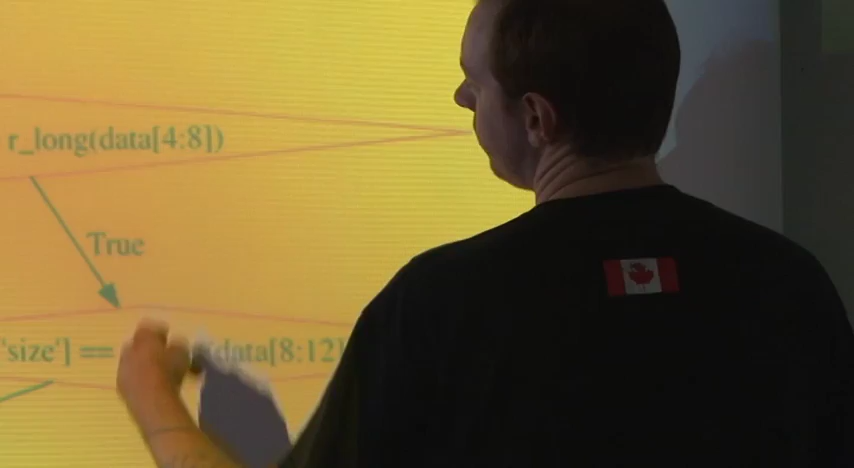 r_long(data[4:8])
True
'size'] == data[8:12]